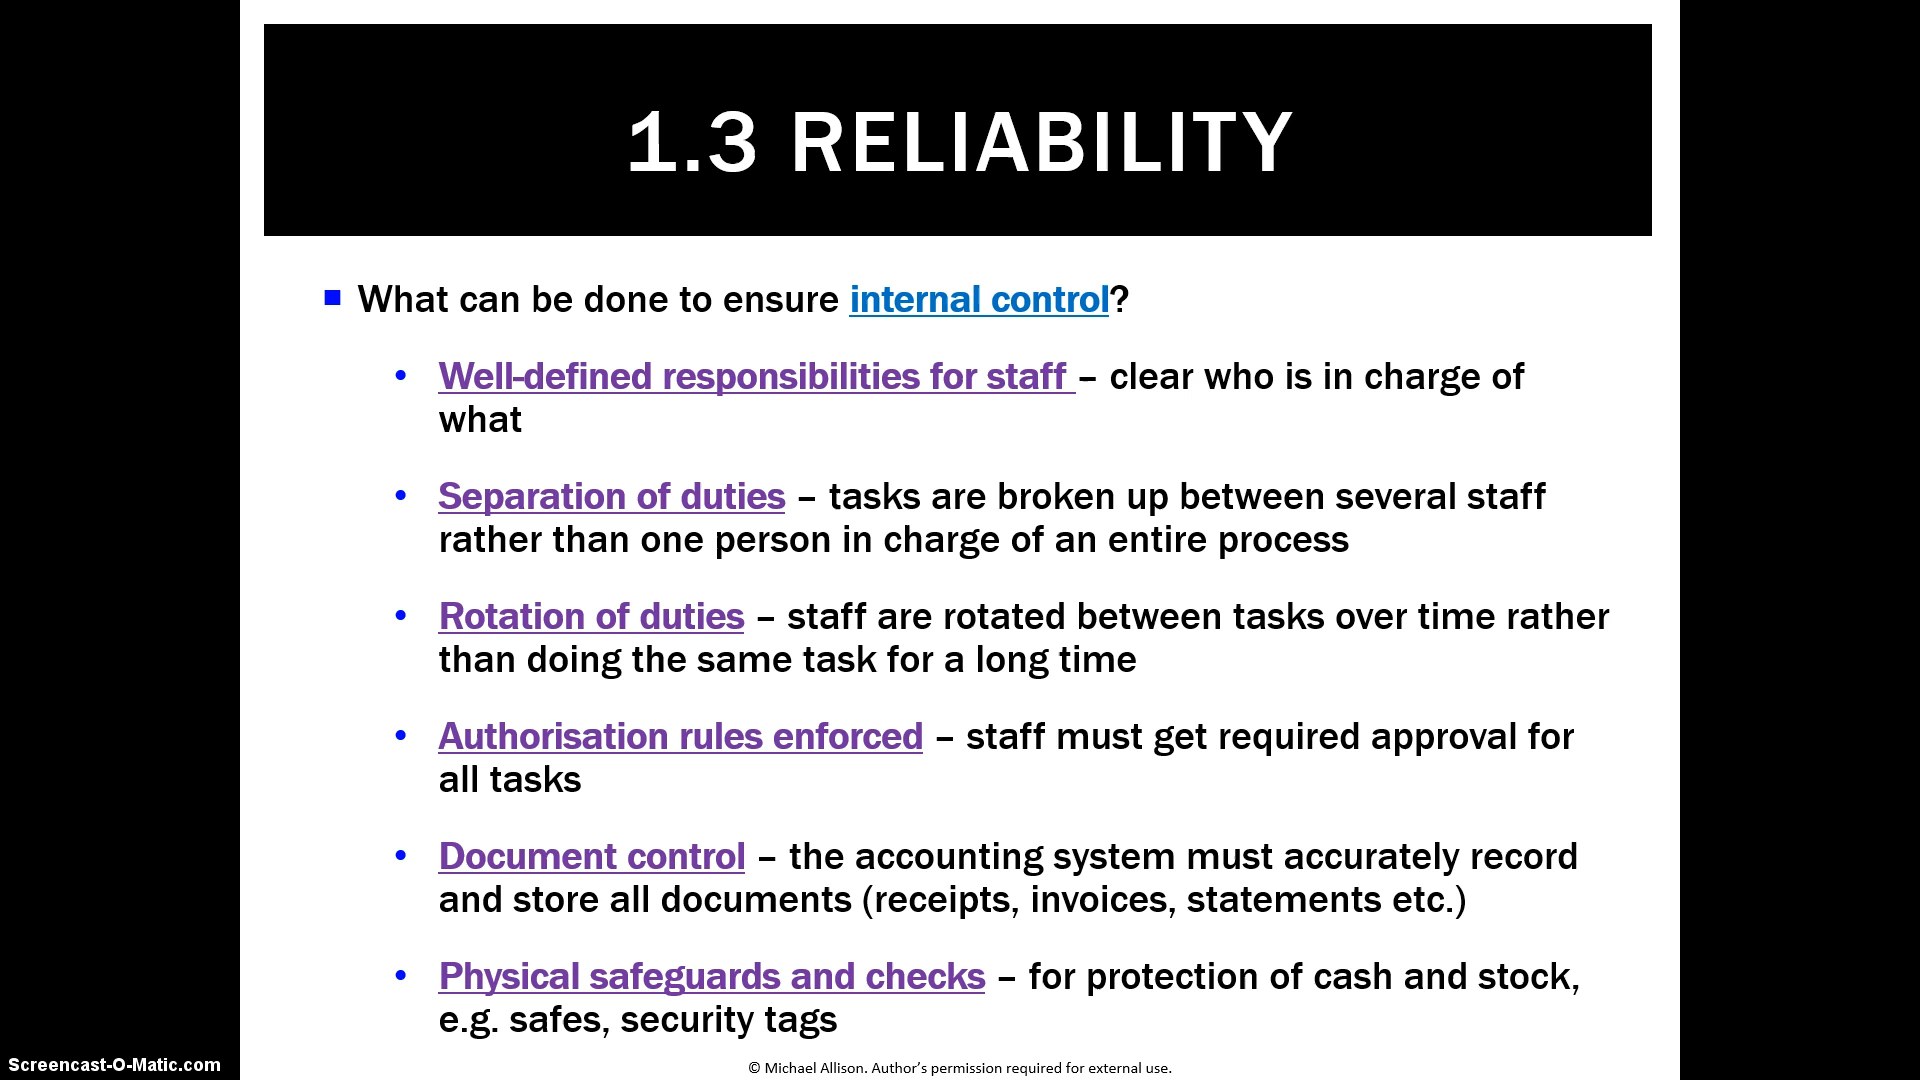 1.3 RELIABILITY
What can be done to ensure internal control?
Well-defined responsibilities for staff – clear who is in charge of
what
Separation of duties – tasks are broken up between several staff
rather than one person in charge of an entire process
Rotation of duties – staff are rotated between tasks over time rather
than doing the same task for a long time
Authorisation rules enforced – staff must get required approval for
all tasks
Document control – the accounting system must accurately record
and store all documents (receipts, invoices, statements etc.)
Physical safeguards and checks – for protection of cash and stock,
e.g. safes, security tags
Screencast-O-Matic.com
© Michael Allison. Author’s permission required for external use.